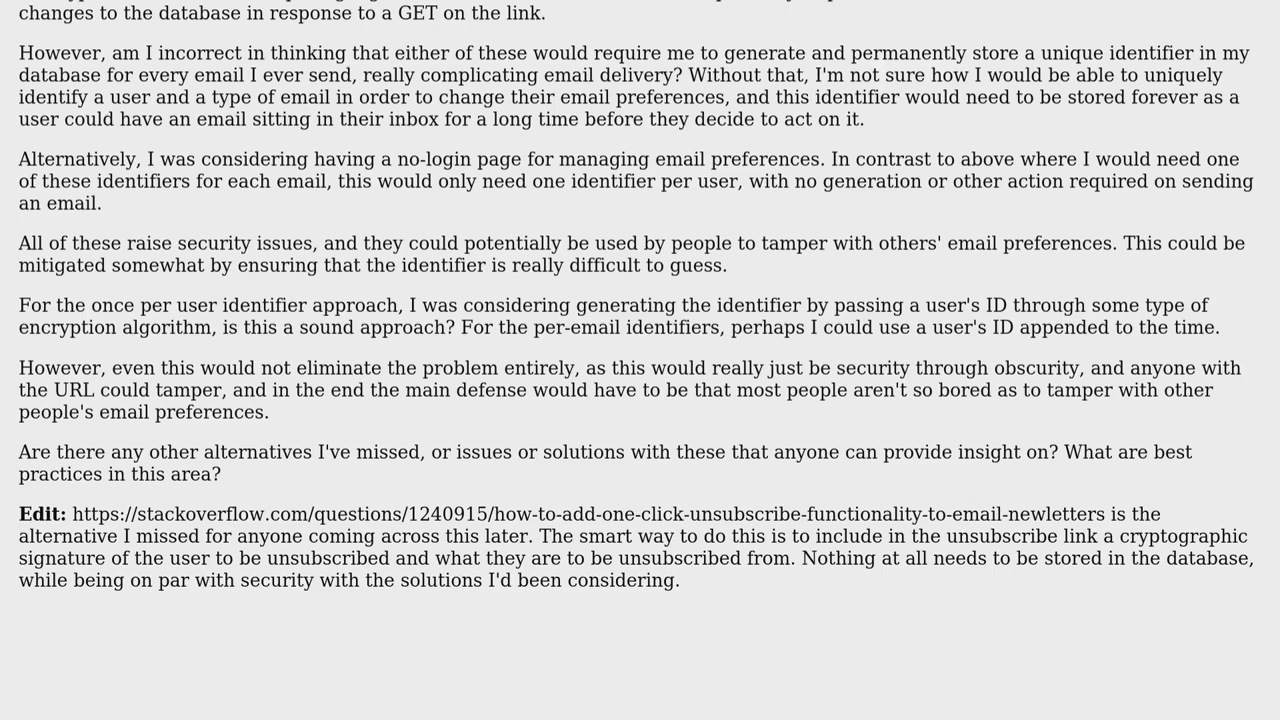 changes to the database in response to a GET on the link.
However, am I incorrect in thinking that either of these would require me to generate and permanently store a unique identifier in my
database for every email I ever send, really complicating email delivery? Without that, I'm not sure how I would be able to uniquely
identify a user and a type of email in order to change their email preferences, and this identifier would need to be stored forever as a
user could have an email sitting in their inbox for a long time before they decide to act on it.
Alternatively, I was considering having a no-login page for managing email preferences. In contrast to above where I would need one
of these identifiers for each email, this would only need one identifier per user, with no generation or other action required on sending
an email.
All of these raise security issues, and they could potentially be used by people to tamper with others' email preferences. This could be
mitigated somewhat by ensuring that the identifier is really difficult to guess.
For the once per user identifier approach, I was considering generating the identifier by passing a user's ID through some type of
encryption algorithm, is this a sound approach? For the per-email identifiers, perhaps I could use a user's ID appended to the time.
However, even this would not eliminate the problem entirely, as this would really just be security through obscurity, and anyone with
the URL could tamper, and in the end the main defense would have to be that most people aren't so bored as to tamper with other
people's email preferences.
Are there any other alternatives I've missed, or issues or solutions with these that anyone can provide insight on? What are best
practices in this area?
Edit: https://stackoverflow.com/questions/1240915/how-to-add-one-click-unsubscribe-functionality-to-email-newletters is the
alternative I missed for anyone coming across this later. The smart way to do this is to include in the unsubscribe link a cryptographic
signature of the user to be unsubscribed and what they are to be unsubscribed from. Nothing at all needs to be stored in the database,
while being on par with security with the solutions I'd been considering.